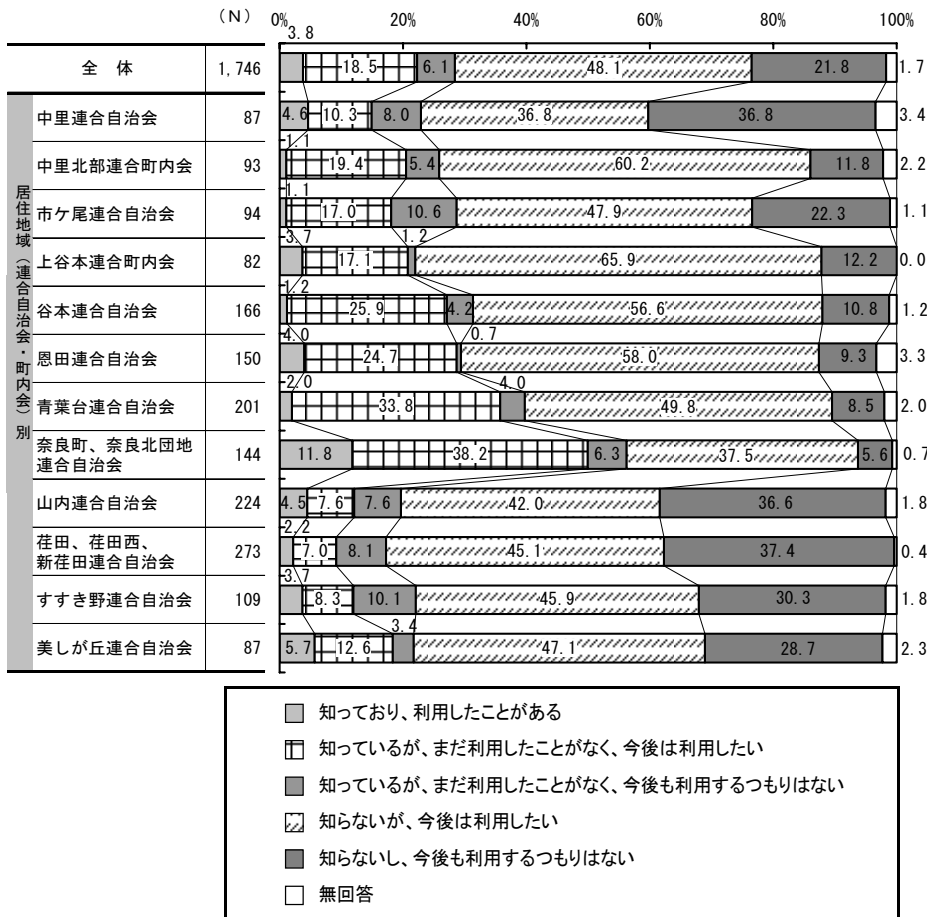 （N） 0% 20% 40% 60% 80% 100%
3.8
全 体 1,746 18.5 6.1 48.1 21.8 1.7
居住地域（連合自治会・町内会）別
中里連合自治会 87 4.6 10.3 8.0 36.8 36.8 3.4
1.1
中里北部連合町内会 93 19.4 5.4 60.2 11.8 2.2
1.1
市ケ尾連合自治会 94 17.0 10.6 47.9 22.3 1.1
3.7 1.2
上谷本連合町内会 82 17.1 65.9 12.2 0.0
1.2
谷本連合自治会 166 25.9 4.2 56.6 10.8 1.2
4.0 0.7
恩田連合自治会 150 24.7 58.0 9.3 3.3
2.0 4.0
青葉台連合自治会 201 33.8 49.8 8.5 2.0
奈良町、奈良北団地
連合自治会 144 11.8 38.2 6.3 37.5 5.6 0.7
山内連合自治会 224 4.5 7.6 7.6 42.0 36.6 1.8
2.2
荏田、荏田西、
新荏田連合自治会 273 7.0 8.1 45.1 37.4 0.4
3.7
すすき野連合自治会 109 8.3 10.1 45.9 30.3 1.8
3.4
美しが丘連合自治会 87 5.7 12.6 47.1 28.7 2.3
知っており、利用したことがある
知っているが、まだ利用したことがなく、今後は利用したい
知っているが、まだ利用したことがなく、今後も利用するつもりはない
知らないが、今後は利用したい
知らないし、今後も利用するつもりはない
無回答